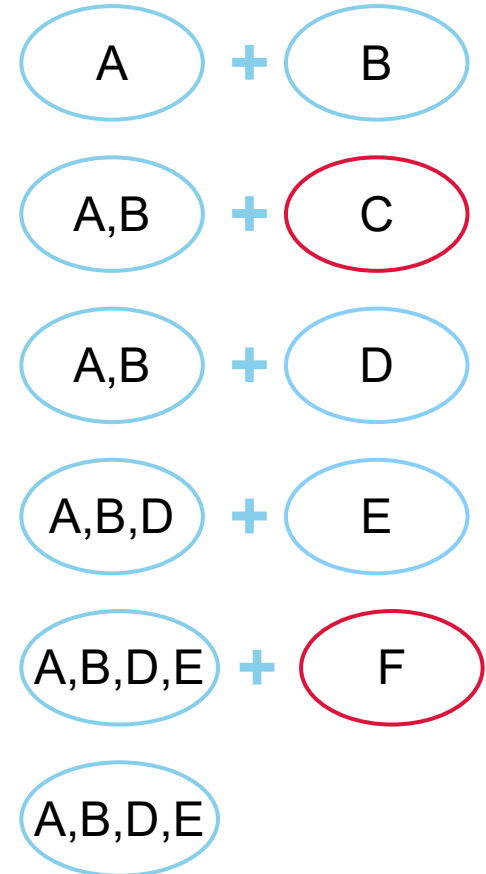 A + B
A,B + C
A,B + D
A,B,D + E
A,B,D,E + F
A,B,D,E